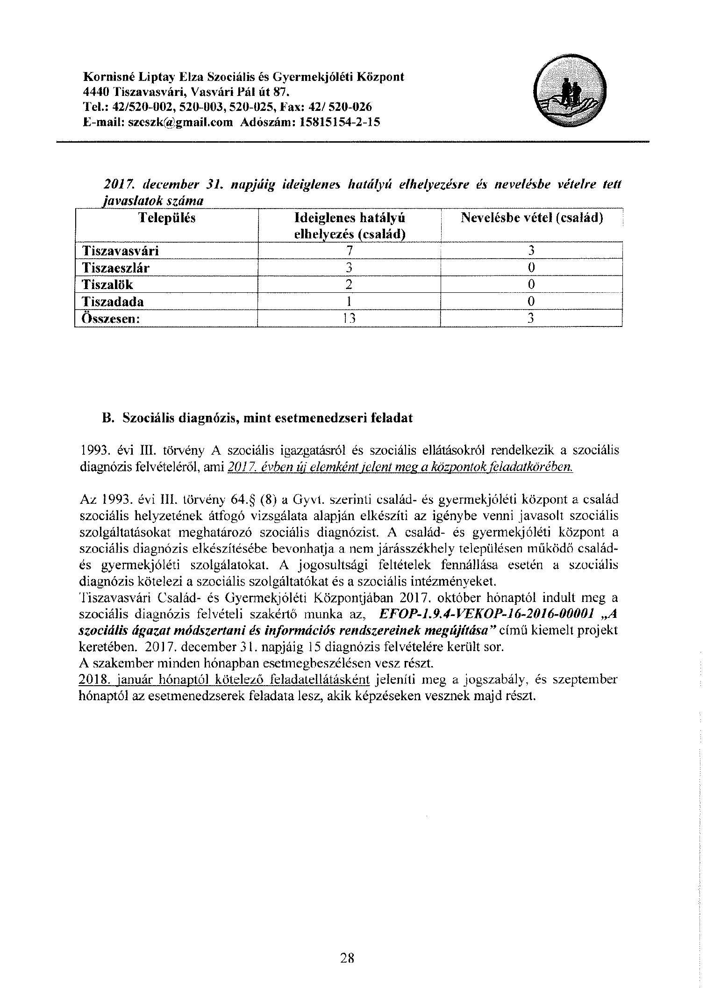 Kornisné Liptay Elza Szociális és Gyermekjóléti Központ
4440 Tiszavasvári, Vasvári Pál út 87.
Tel.: 42/520-002, 520-003, 520-025, Fax: 42/ 520-026
E-mail: szcszk@gmail.com Adószám: 15815154-2-15
2017. december 31. napjáig ideiglenes hatályú elhelyezésre és nevelésbe vételre tett
javaslatok száma
Település Ideiglenes hatályú Nevelésbe vétel (család)
elhelyezés (család)
Tiszavasvári 7 3
Tiszaeszlár 3 0
Tiszalök 2 0
Tiszadada 1 0
Összesen: 13 3
B. Szociális diagnózis, mint esetmenedzseri feladat
1993. évi III. törvény A szociális igazgatásról és szociális ellátásokról rendelkezik a szociális
diagnózis felvételéről, ami 2017. évben új elemként jelent meg a központok feladatkörében.
Az 1993. évi III. törvény 64.§ (8) a Gyvt. szerinti család- és gyermekjóléti központ a család
szociális helyzetének átfogó vizsgálata alapján elkészíti az igénybe venni javasolt szociális
szolgáltatásokat meghatározó szociális diagnózist. A család- és gyermekjóléti központ a
szociális diagnózis elkészítésébe bevonhatja a nem járásszékhely településen működő család-
és gyermekjóléti szolgálatokat. A jogosultsági feltételek fennállása esetén a szociális
diagnózis kötelezi a szociális szolgáltatókat és a szociális intézményeket.
Tiszavasvári Család- és Gyermekjóléti Központjában 2017. október hónaptól indult meg a
szociális diagnózis felvételi szakértő munka az, EFOP-1.9.4-VEKOP-16-2016-00001 „A
szociális ágazat módszertani és információs rendszereinek megújítása” című kiemelt projekt
keretében. 2017. december 31. napjáig 15 diagnózis felvételére került sor.
A szakember minden hónapban esetmegbeszélésen vesz részt.
2018. január hónaptól kötelező feladatellátásként jeleníti meg a jogszabály, és szeptember
hónaptól az esetmenedzserek feladata lesz, akik képzéseken vesznek majd részt.
28